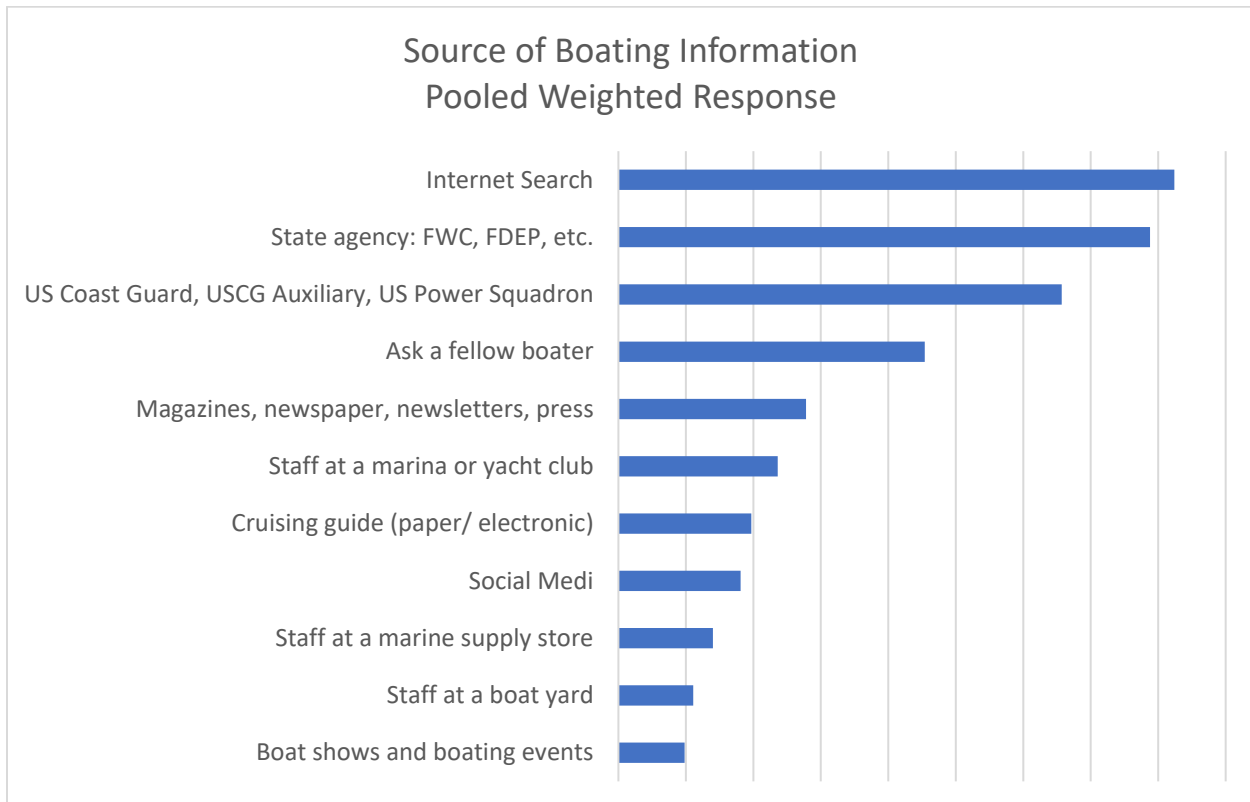 Source of Boating Information
Pooled Weighted Response
Internet Search
State agency: FWC, FDEP, etc.
US Coast Guard, USCG Auxiliary, US Power Squadron
Ask a fellow boater
Magazines, newspaper, newsletters, press
Staff at a marina or yacht club
Cruising guide (paper/ electronic)
Social Medi
Staff at a marine supply store
Staff at a boat yard
Boat shows and boating events